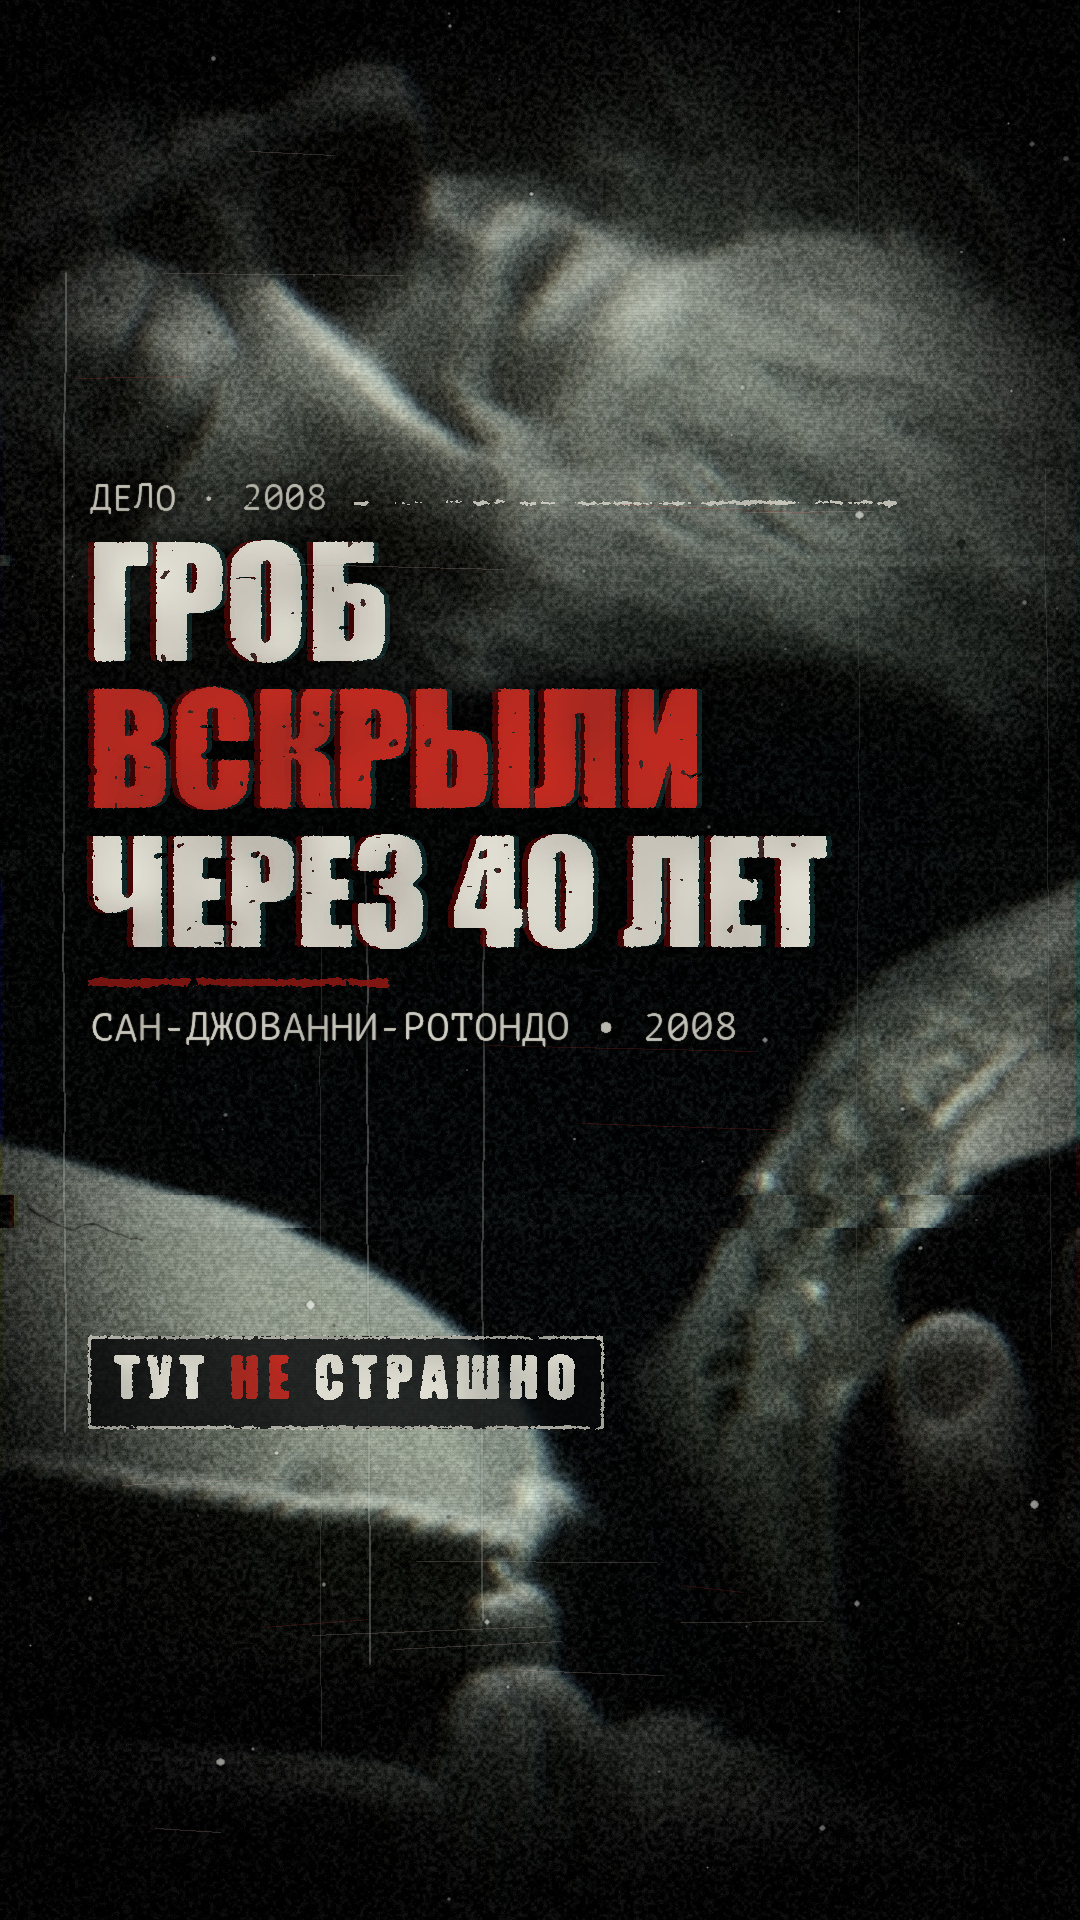 ДЕЛО · 2008
ГРОБ
ВСКРЫЛИ
ЧЕРЕЗ 40 ЛЕТ
САН-ДЖОВАННИ-РОТОНДО • 2008
ТУТ НЕ СТРАШНО